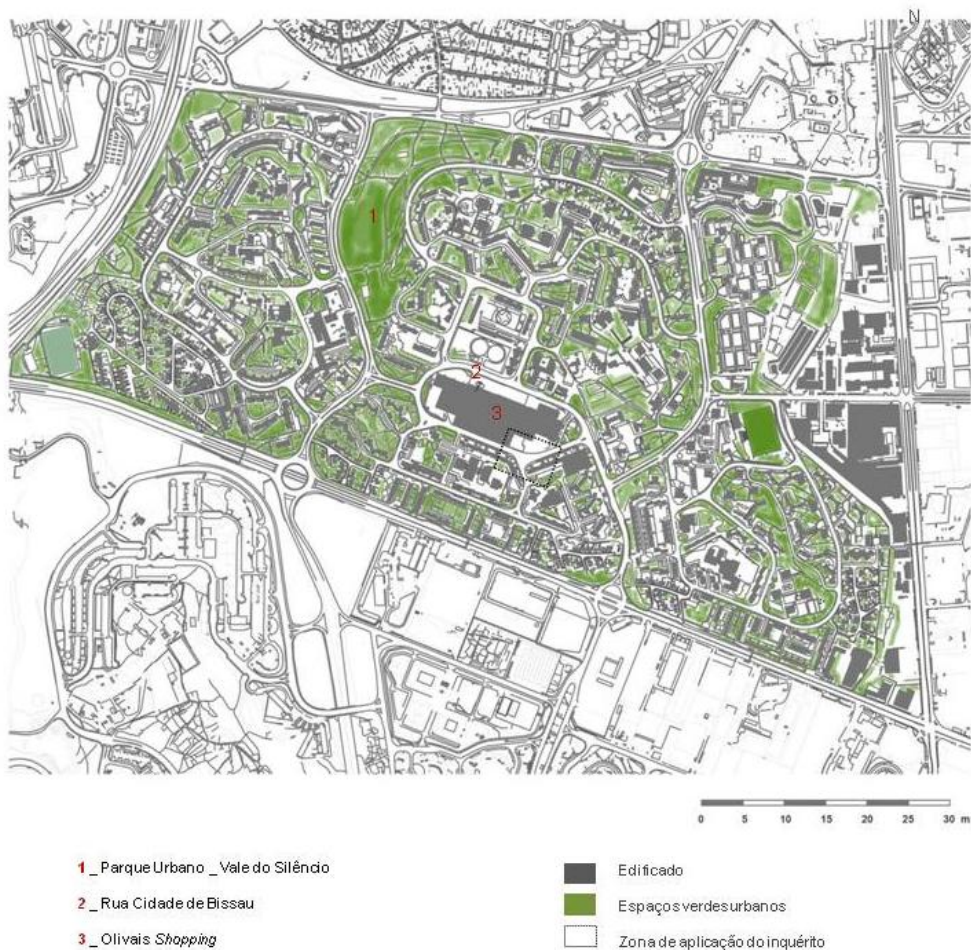 N
1
2
3
0 5 10 15 20 25 30 m
1 _ Parque Urbano _ Vale do Silêncio
2 _ Rua Cidade de Bissau
3 _ Olivais Shopping
Edificado
Espaços verdes urbanos
Zona de aplicação do inquérito